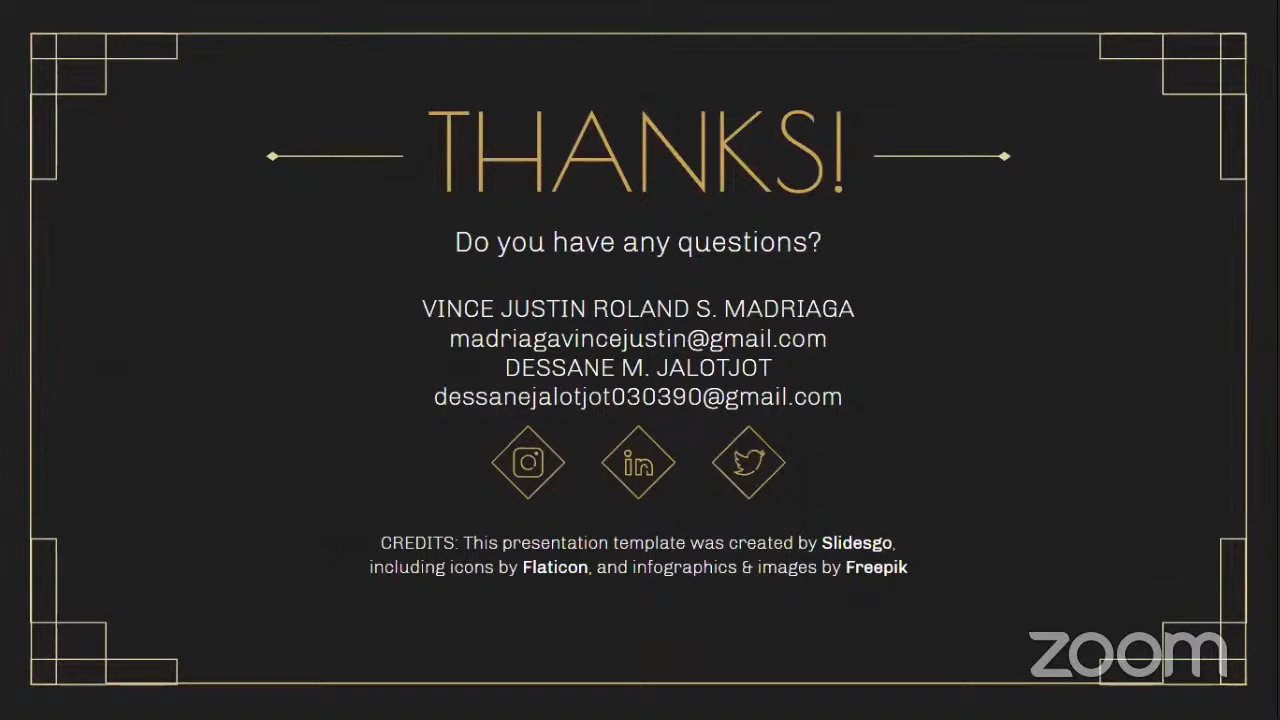 THANKS!
Do you have any questions?
VINCE JUSTIN ROLAND S. MADRIAGA
madriagavincejustin@gmail.com
DESSANE M. JALOTJOT
dessanejalotjot030390@gmail.com
in
CREDITS: This presentation template was created by Slidesgo,
including icons by Flaticon, and infographics & images by Freepik
zoom